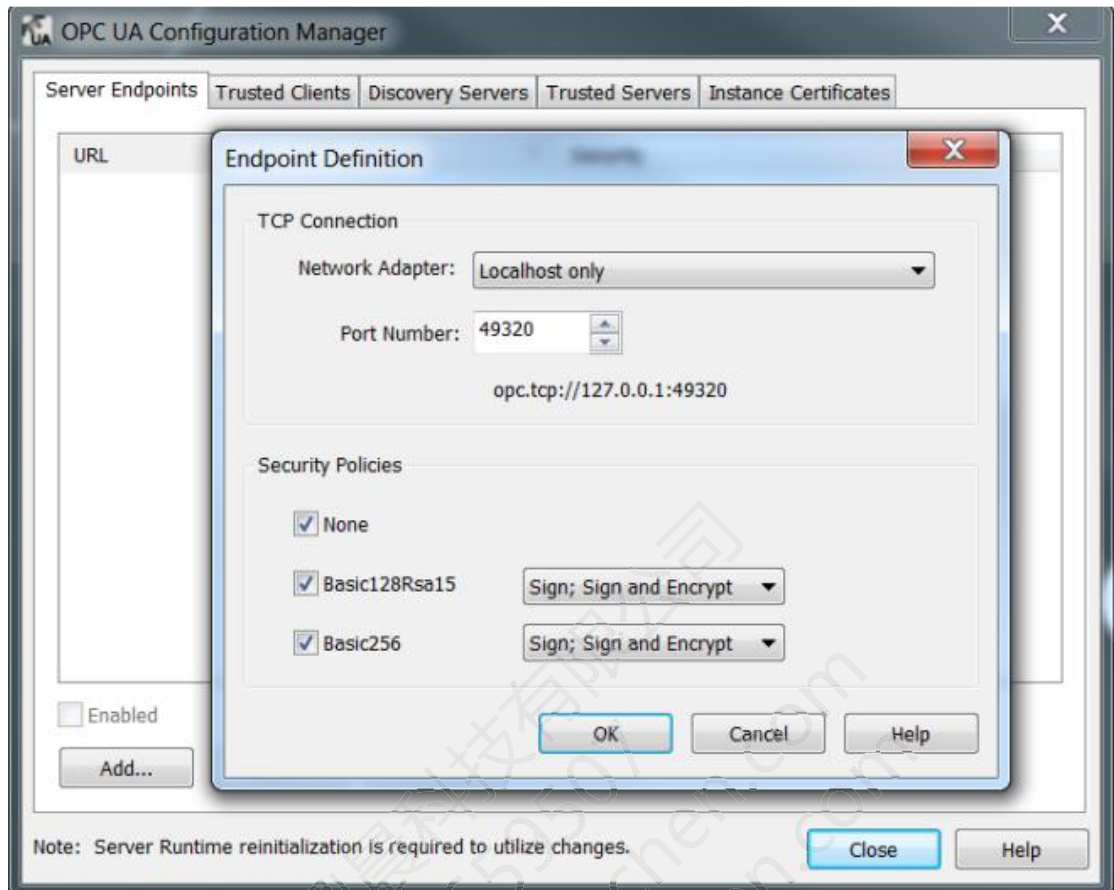 UA OPC UA Configuration Manager
Server Endpoints Trusted Clients Discovery Servers Trusted Servers Instance Certificates
URL Security
Endpoint Definition
TCP Connection
Network Adapter: Localhost only
Port Number: 49320
opc.tcp://127.0.0.1:49320
Security Policies
None
Basic128Rsa15 Sign; Sign and Encrypt
Basic256 Sign; Sign and Encrypt
OK Cancel Help
Enabled
Add...
Note: Server Runtime reinitialization is required to utilize changes.
Close Help